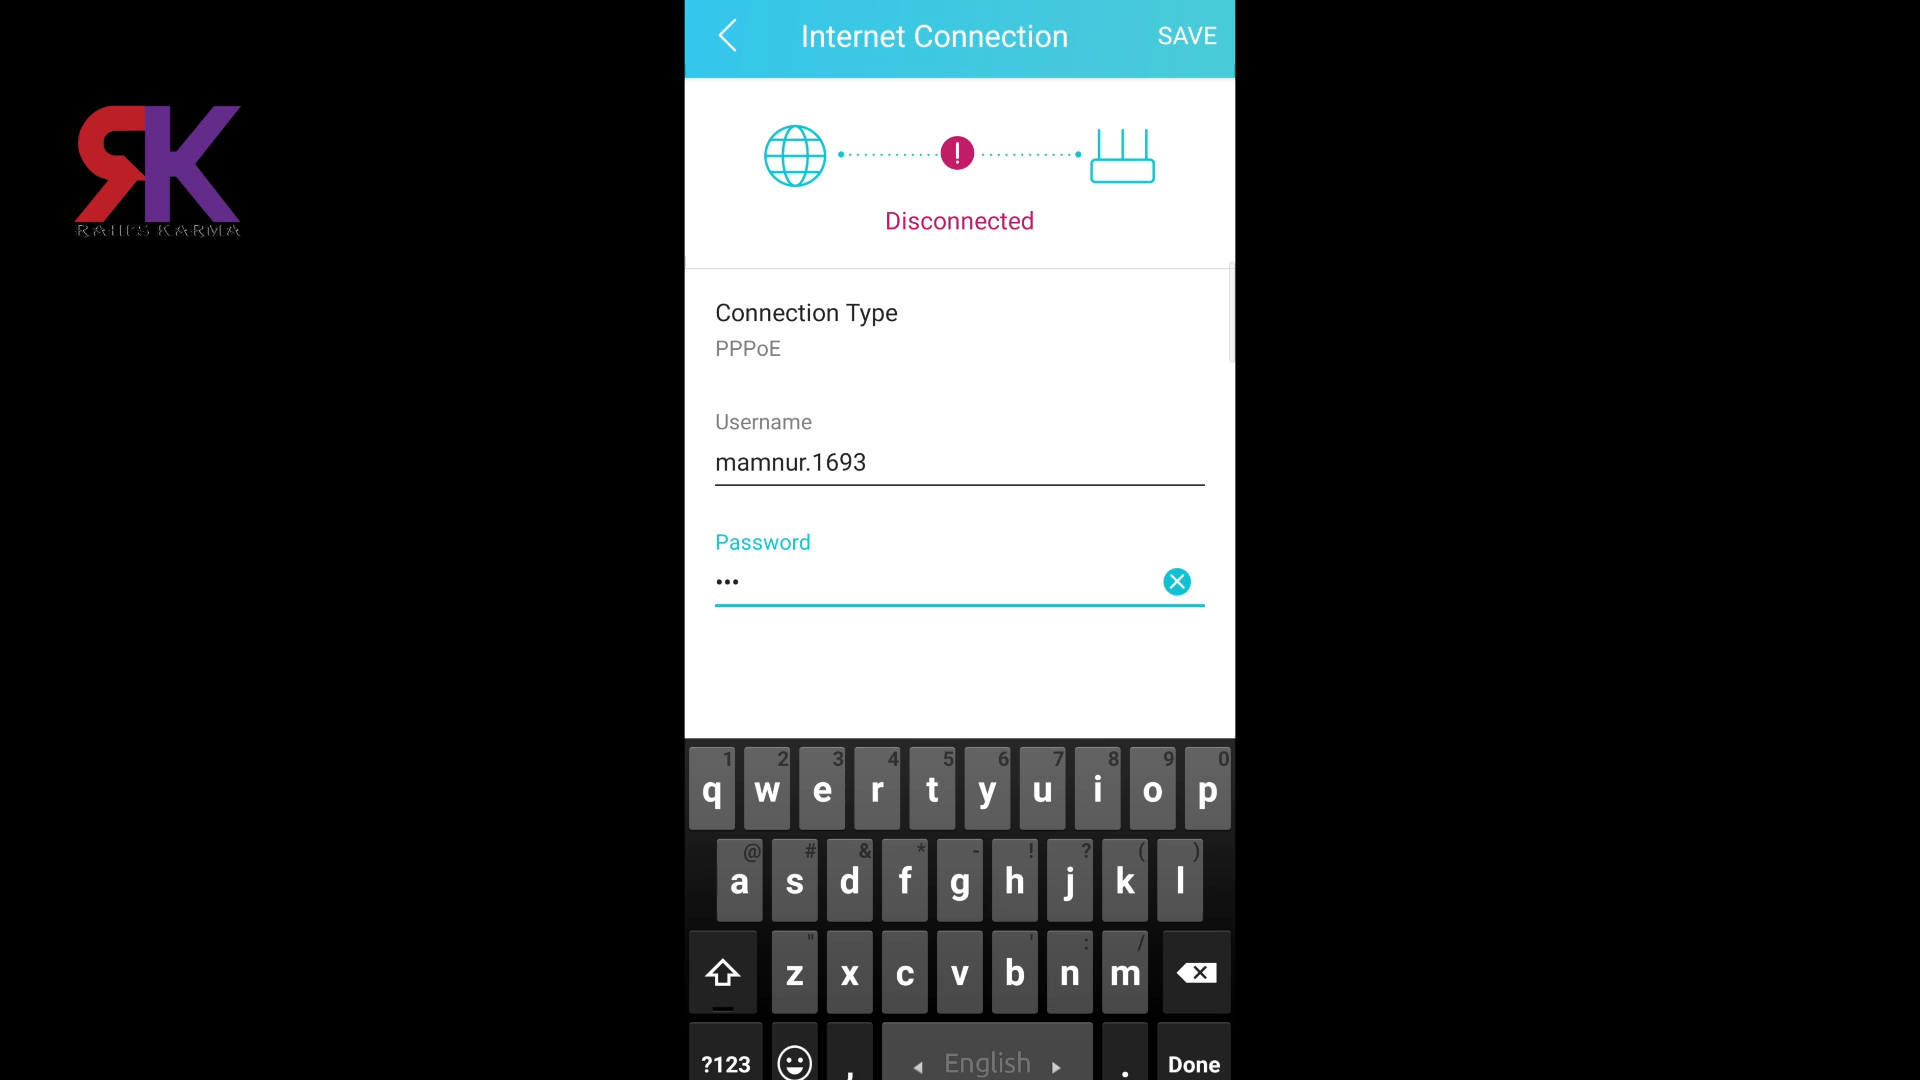 Internet Connection SAVE
RK
RAHI'S KARMA
!
Disconnected
Connection Type
PPPoE
Username
mamnur.1693
Password
•••
1 2 3 4 5 6 7 8 9 0
q w e r t y u i o p
@ # & * - ! ? ( )
a s d f g h j k l
" ' : /
z x c v b n m
?123 , English . Done